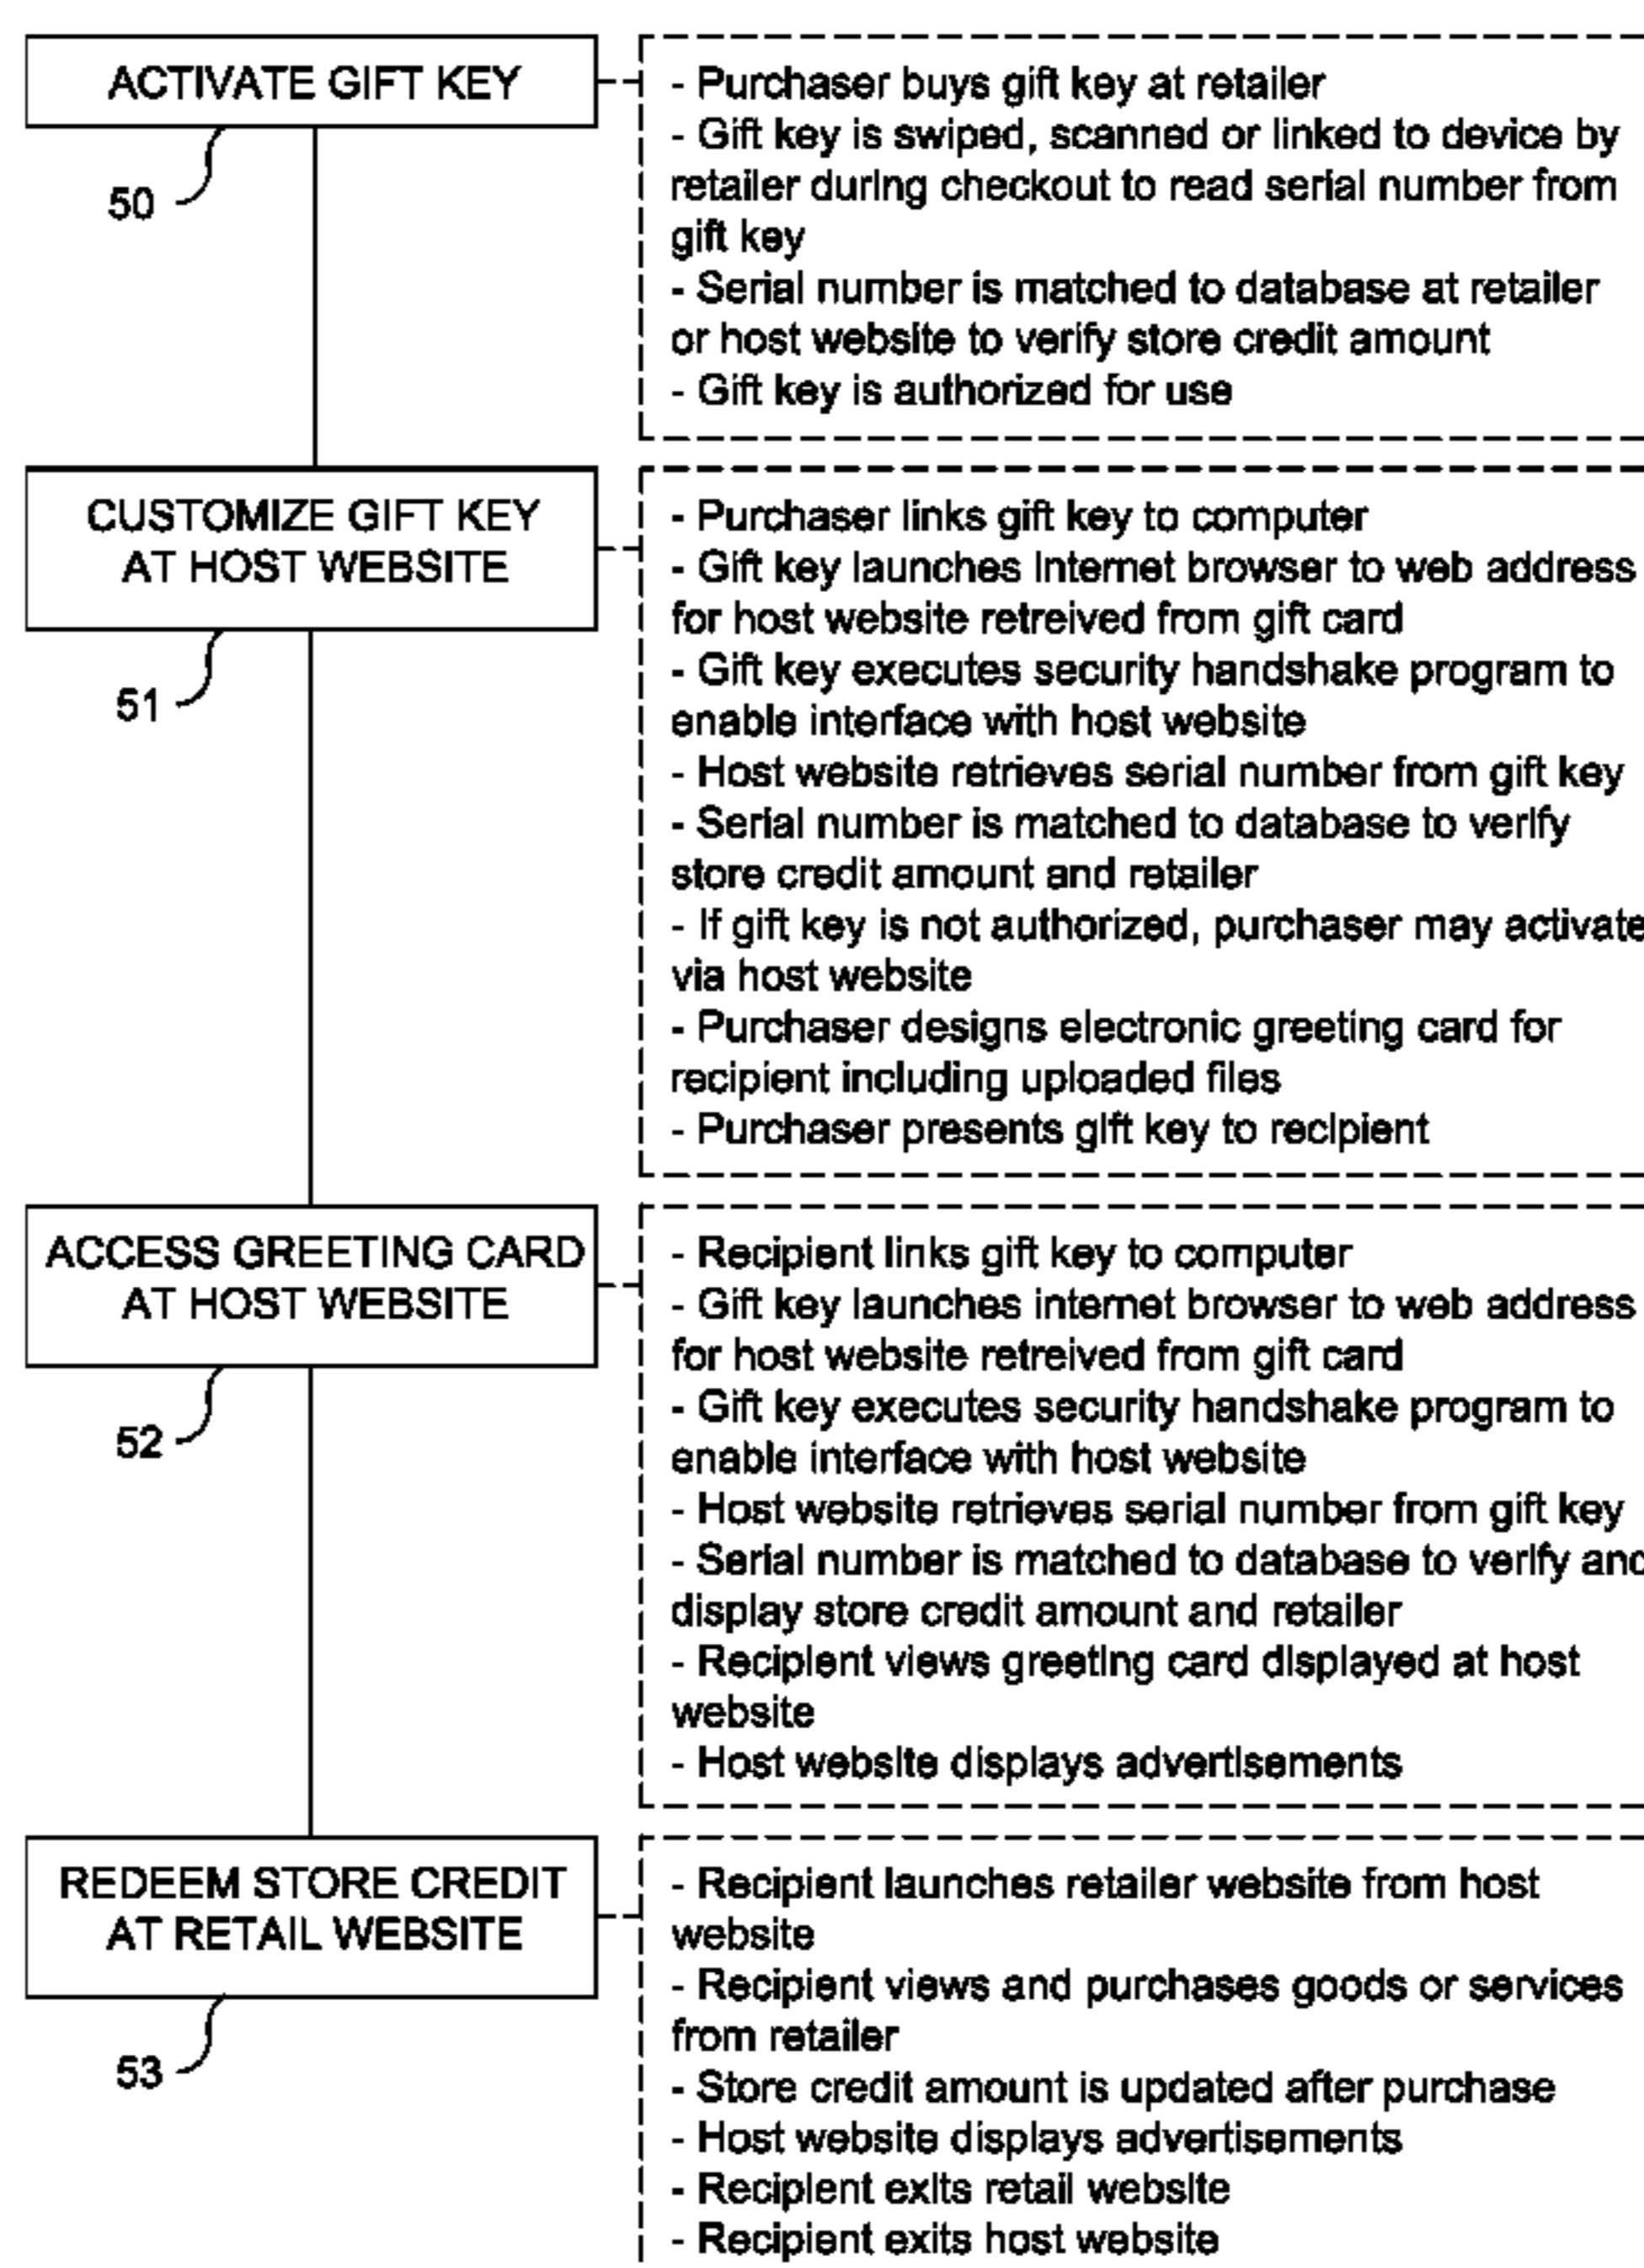 ACTIVATE GIFT KEY
50
- Purchaser buys gift key at retailer
- Gift key is swiped, scanned or linked to device by
retailer during checkout to read serial number from
gift key
- Serial number is matched to database at retailer
or host website to verify store credit amount
- Gift key is authorized for use
CUSTOMIZE GIFT KEY
AT HOST WEBSITE
51
- Purchaser links gift key to computer
- Gift key launches internet browser to web address
for host website retreived from gift card
- Gift key executes security handshake program to
enable interface with host website
- Host website retrieves serial number from gift key
- Serial number is matched to database to verify
store credit amount and retailer
- If gift key is not authorized, purchaser may activate
via host website
- Purchaser designs electronic greeting card for
recipient including uploaded files
- Purchaser presents gift key to recipient
ACCESS GREETING CARD
AT HOST WEBSITE
52
- Recipient links gift key to computer
- Gift key launches internet browser to web address
for host website retreived from gift card
- Gift key executes security handshake program to
enable interface with host website
- Host website retrieves serial number from gift key
- Serial number is matched to database to verify and
display store credit amount and retailer
- Recipient views greeting card displayed at host
website
- Host website displays advertisements
REDEEM STORE CREDIT
AT RETAIL WEBSITE
53
- Recipient launches retailer website from host
website
- Recipient views and purchases goods or services
from retailer
- Store credit amount is updated after purchase
- Host website displays advertisements
- Recipient exits retail website
- Recipient exits host website